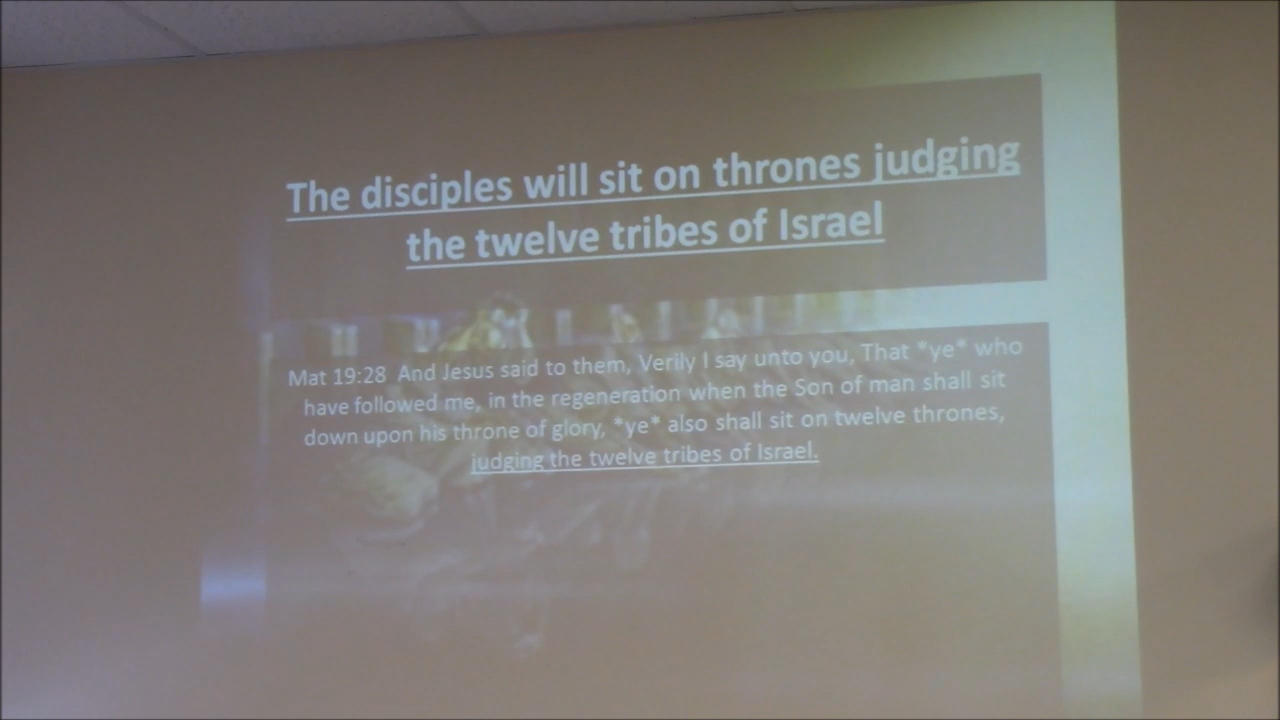 The disciples will sit on thrones judging
the twelve tribes of Israel
Mat 19:28 And Jesus said to them, Verily I say unto you, That *ye* who
have followed me, in the regeneration when the Son of man shall sit
down upon his throne of glory, *ye* also shall sit on twelve thrones,
judging the twelve tribes of Israel.